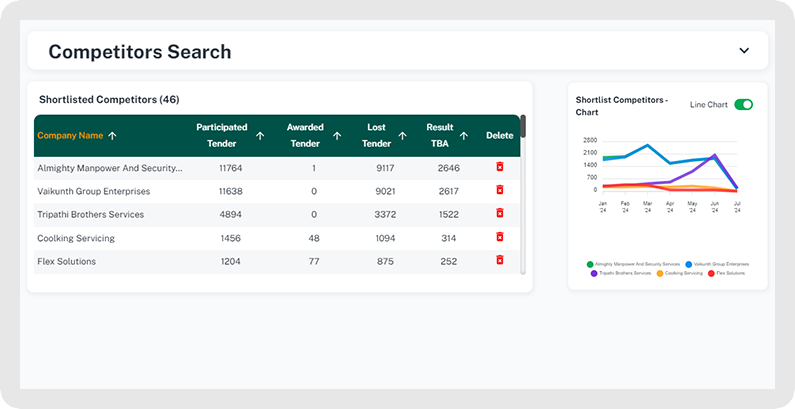 Competitors Search
Shortlisted Competitors (46)
Company Name Participated Tender Awarded Tender Lost Tender Result TBA Delete
Almighty Manpower And Security... 11764 1 9117 2646
Vaikunth Group Enterprises 11638 0 9021 2617
Tripathi Brothers Services 4894 0 3372 1522
Coolking Servicing 1456 48 1094 314
Flex Solutions 1204 77 875 252
Shortlist Competitors -
Chart
Line Chart
2800
2100
1400
700
0
Jan '24 Feb '24 Mar '24 Apr '24 May '24 Jun '24 Jul '24
Almighty Manpower And Security Services Vaikunth Group Enterprises
Tripathi Brothers Services Coolking Servicing Flex Solutions